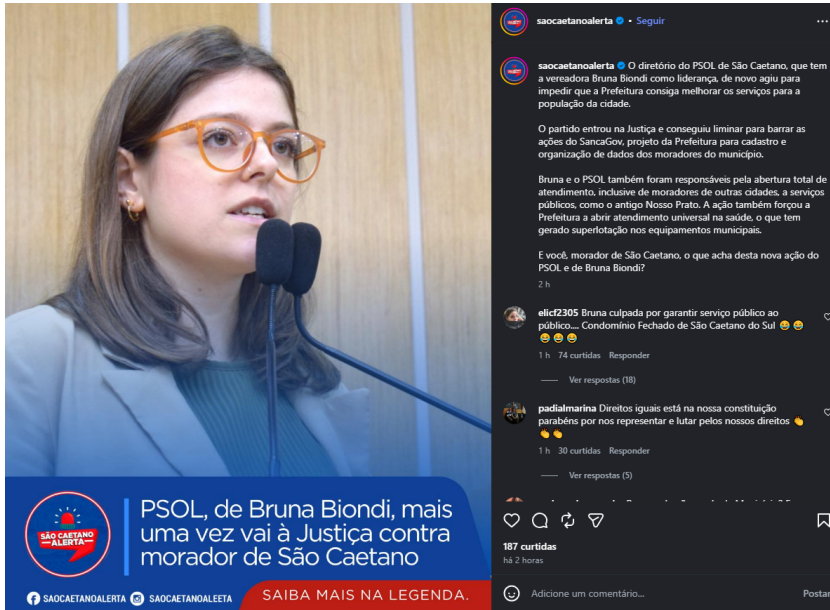 SÃO CAETANO
ALERTA
PSOL, de Bruna Biondi, mais
uma vez vai à Justiça contra
morador de São Caetano
SAOCAETANOALERTA SAOCAETANOALEETA
SAIBA MAIS NA LEGENDA.
saocaetanoalerta • Seguir
saocaetanoalerta O diretório do PSOL de São Caetano, que tem
a vereadora Bruna Biondi como liderança, de novo agiu para
impedir que a Prefeitura consiga melhorar os serviços para a
população da cidade.
O partido entrou na Justiça e conseguiu liminar para barrar as
ações do SancaGov, projeto da Prefeitura para cadastro e
organização de dados dos moradores do município.
Bruna e o PSOL também foram responsáveis pela abertura total de
atendimento, inclusive de moradores de outras cidades, a serviços
públicos, como o antigo Nosso Prato. A ação também forçou a
Prefeitura a abrir atendimento universal na saúde, o que tem
gerado superlotação nos equipamentos municipais.
E você, morador de São Caetano, o que acha desta nova ação do
PSOL e de Bruna Biondi?
2 h
elicf2305 Bruna culpada por garantir serviço público ao
público.... Condomínio Fechado de São Caetano do Sul 😂 😂
😂 😂 😂
1 h 74 curtidas Responder
Ver respostas (18)
padialmarina Direitos iguais está na nossa constituição
parabéns por nos representar e lutar pelos nossos direitos 👏
👏 👏
1 h 30 curtidas Responder
Ver respostas (5)
187 curtidas
há 2 horas
Adicione um comentário...
Postar